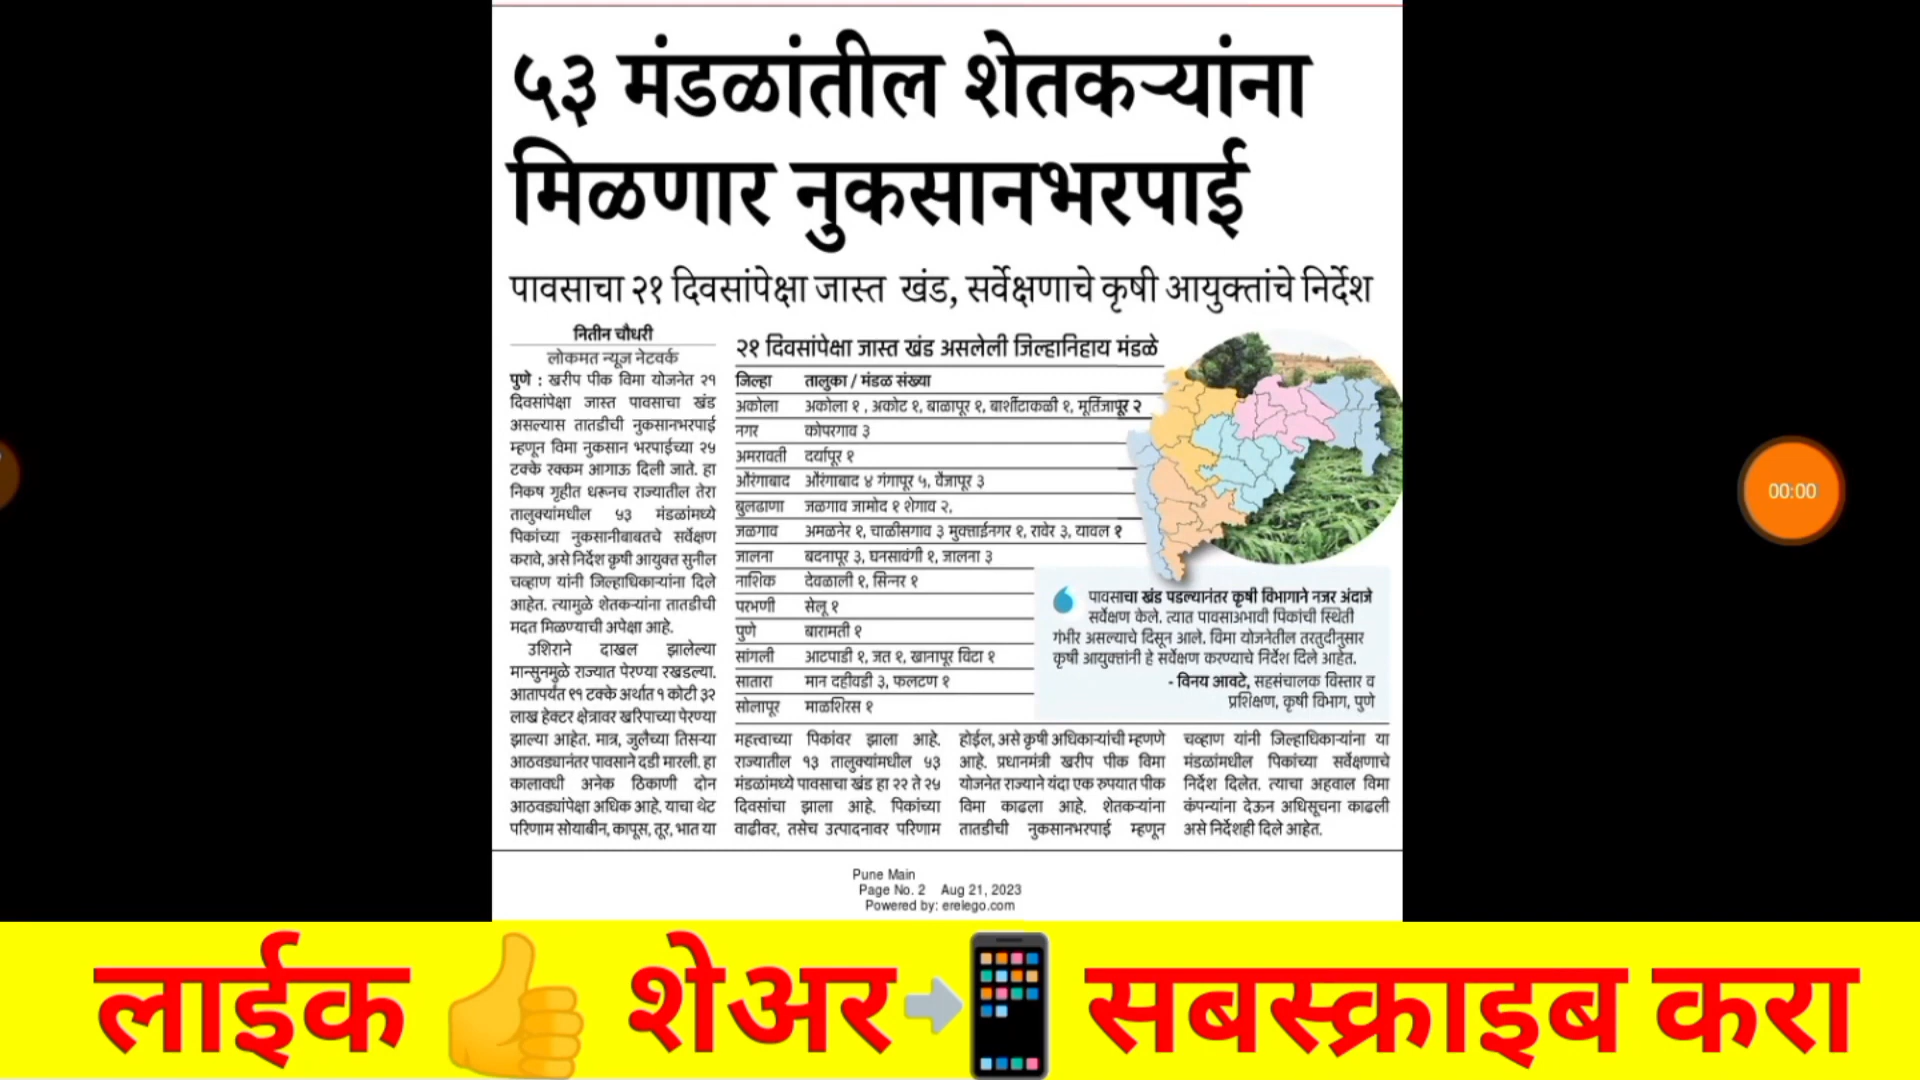 ५३ मंडळांतील शेतकऱ्यांना
मिळणार नुकसानभरपाई
पावसाचा २१ दिवसांपेक्षा जास्त खंड, सर्वेक्षणाचे कृषी आयुक्तांचे निर्देश
नितीन चौधरी
लोकमत न्यूज नेटवर्क
पुणे : खरीप पीक विमा योजनेत २१
दिवसांपेक्षा जास्त पावसाचा खंड
असल्यास तातडीची नुकसानभरपाई
म्हणून विमा नुकसान भरपाईच्या २५
टक्के रक्कम आगाऊ दिली जाते. हा
निकष गृहीत धरूनच राज्यातील तेरा
तालुक्यांमधील ५३ मंडळांमध्ये
पिकांच्या नुकसानीबाबतचे सर्वेक्षण
करावे, असे निर्देश कृषी आयुक्त सुनील
चव्हाण यांनी जिल्हाधिकाऱ्यांना दिले
आहेत. त्यामुळे शेतकऱ्यांना तातडीची
मदत मिळण्याची अपेक्षा आहे.
उशिराने दाखल झालेल्या
मान्सुनमुळे राज्यात पेरण्या रखडल्या.
आतापर्यंत ९१ टक्के अर्थात १ कोटी ३२
लाख हेक्टर क्षेत्रावर खरिपाच्या पेरण्या
झाल्या आहेत. मात्र, जुलैच्या तिसऱ्या
आठवड्यानंतर पावसाने दडी मारली. हा
कालावधी अनेक ठिकाणी दोन
आठवड्यांपेक्षा अधिक आहे. याचा थेट
परिणाम सोयाबीन, कापूस, तूर, भात या
२१ दिवसांपेक्षा जास्त खंड असलेली जिल्हानिहाय मंडळे
जिल्हा तालुका / मंडळ संख्या
अकोला अकोला १ , अकोट १, बाळापूर १, बार्शीटाकळी १, मूर्तिजापूर २
नगर कोपरगाव ३
अमरावती दर्यापूर १
औरंगाबाद औरंगाबाद ४ गंगापूर ५, वैजापूर ३
बुलढाणा जळगाव जामोद १ शेगाव २,
जळगाव अमळनेर १, चाळीसगाव ३ मुक्ताईनगर १, रावेर ३, यावल १
जालना बदनापूर ३, घनसावंगी १, जालना ३
नाशिक देवळाली १, सिन्नर १
परभणी सेलू १
पुणे बारामती १
सांगली आटपाडी १, जत १, खानापूर विटा १
सातारा मान दहीवडी ३, फलटण १
सोलापूर माळशिरस १
पावसाचा खंड पडल्यानंतर कृषी विभागाने नजर अंदाजे
सर्वेक्षण केले. त्यात पावसाअभावी पिकांची स्थिती
गंभीर असल्याचे दिसून आले. विमा योजनेतील तरतुदीनुसार
कृषी आयुक्तांनी हे सर्वेक्षण करण्याचे निर्देश दिले आहेत.
- विनय आवटे, सहसंचालक विस्तार व
प्रशिक्षण, कृषी विभाग, पुणे
महत्त्वाच्या पिकांवर झाला आहे.
राज्यातील १३ तालुक्यांमधील ५३
मंडळांमध्ये पावसाचा खंड हा २२ ते २५
दिवसांचा झाला आहे. पिकांच्या
वाढीवर, तसेच उत्पादनावर परिणाम
होईल, असे कृषी अधिकाऱ्यांची म्हणणे
आहे. प्रधानमंत्री खरीप पीक विमा
योजनेत राज्याने यंदा एक रुपयात पीक
विमा काढला आहे. शेतकऱ्यांना
तातडीची नुकसानभरपाई म्हणून
चव्हाण यांनी जिल्हाधिकाऱ्यांना या
मंडळांमधील पिकांच्या सर्वेक्षणाचे
निर्देश दिलेत. त्याचा अहवाल विमा
कंपन्यांना देऊन अधिसूचना काढली
असे निर्देशही दिले आहेत.
Pune Main
Page No. 2 Aug 21, 2023
Powered by: erelego.com
00:00
लाईक शेअर सबस्क्राइब करा